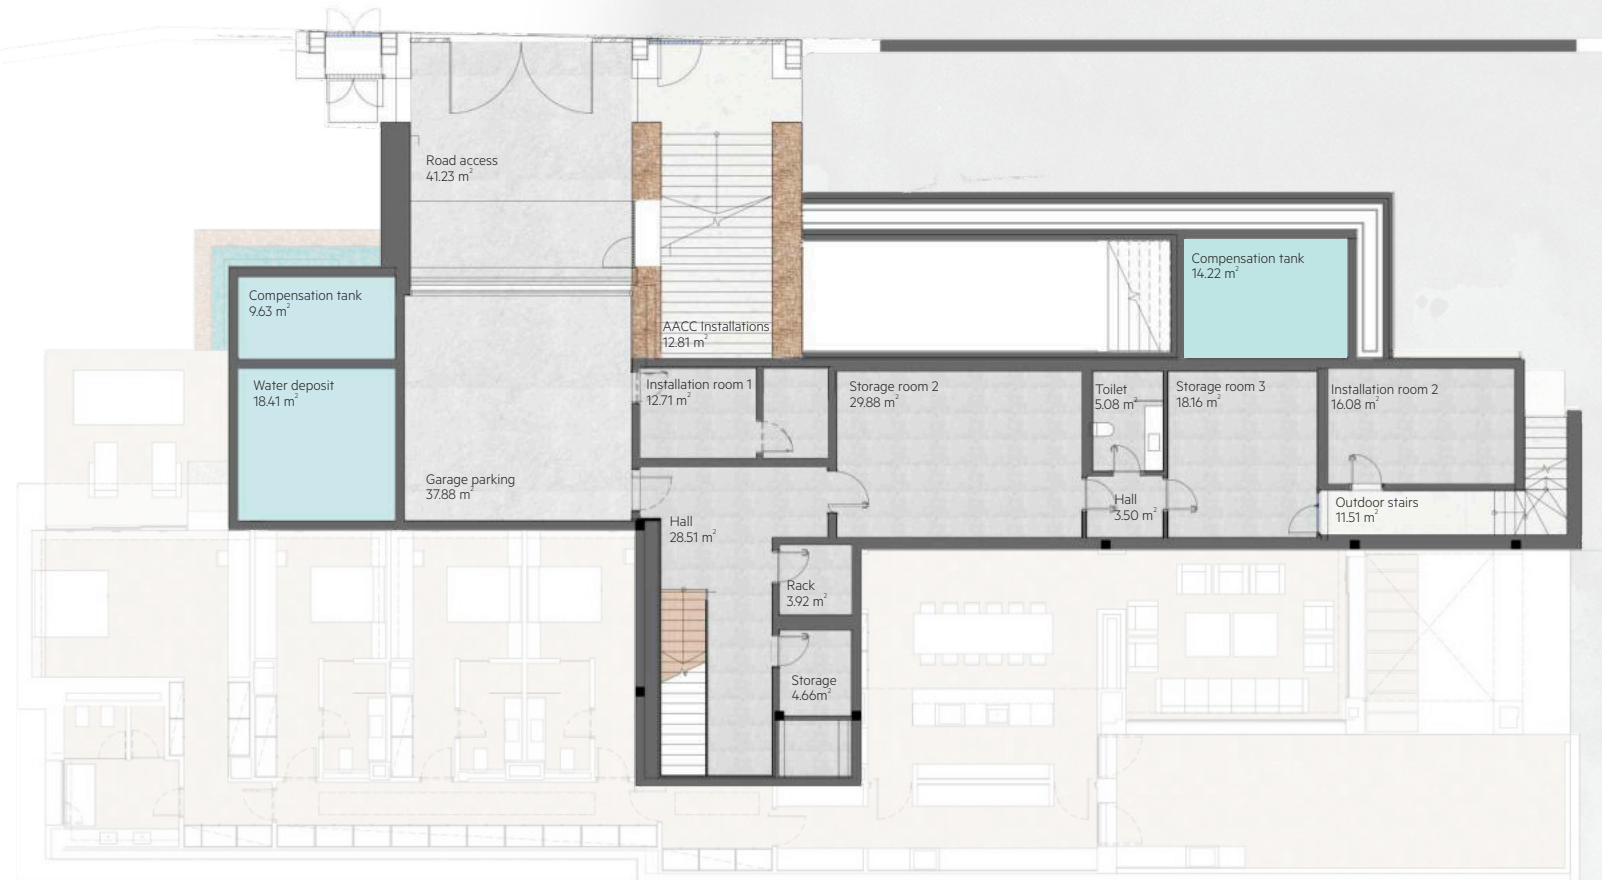 Road access
41.23 m²
Compensation tank
14.22 m²
Compensation tank
9.63 m²
AACC Installations
12.81 m²
Water deposit
18.41 m²
Installation room 1
12.71 m²
Storage room 2
29.88 m²
Toilet
5.08 m²
Storage room 3
18.16 m²
Installation room 2
16.08 m²
Garage parking
37.88 m²
Hall
3.50 m²
Outdoor stairs
11.51 m²
Hall
28.51 m²
Rack
3.92 m²
Storage
4.66m²